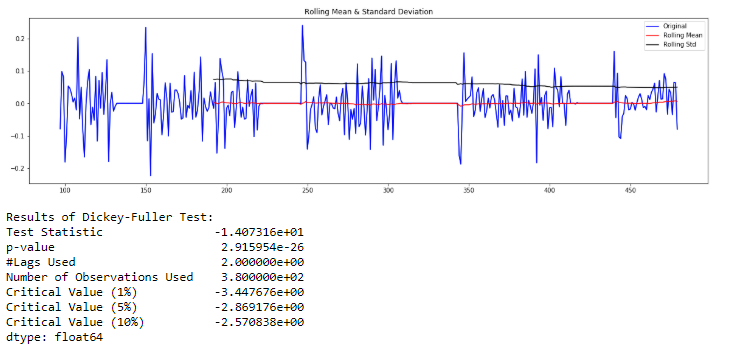 Rolling Mean & Standard Deviation
Original
Rolling Mean
Rolling Std
0.2
0.1
0.0
-0.1
-0.2
100 150 200 250 300 350 400 450
Results of Dickey-Fuller Test:
Test Statistic -1.407316e+01
p-value 2.915954e-26
#Lags Used 2.000000e+00
Number of Observations Used 3.800000e+02
Critical Value (1%) -3.447676e+00
Critical Value (5%) -2.869176e+00
Critical Value (10%) -2.570838e+00
dtype: float64